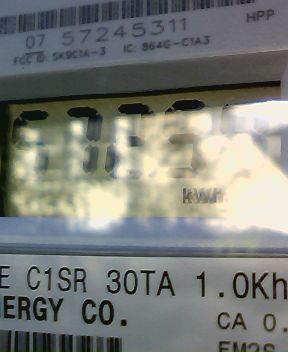 HPP
07 57245311
FCC ID: SK9C1A-3 IC: 864G-C1A3
kWh
E C1SR 30TA 1.0Kh
ERGY CO.
CA 0.
FM2S